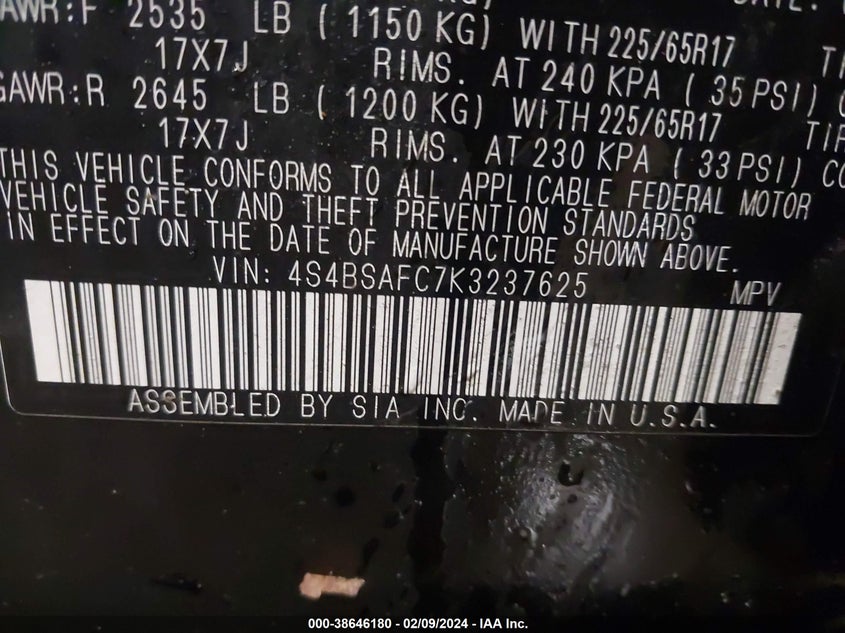 GAWR:F 2535 LB ( 1150 KG) WITH 225/65R17
17X7J RIMS. AT 240 KPA ( 35 PSI)
GAWR:R 2645 LB ( 1200 KG) WITH 225/65R17
17X7J RIMS. AT 230 KPA ( 33 PSI)
THIS VEHICLE CONFORMS TO ALL APPLICABLE FEDERAL MOTOR
VEHICLE SAFETY AND THEFT PREVENTION STANDARDS
IN EFFECT ON THE DATE OF MANUFACTURE SHOWN ABOVE.
VIN: 4S4BSAFC7K3237625 MPV
ASSEMBLED BY SIA INC. MADE IN U.S.A.
000-38646180 - 02/09/2024 - IAA Inc.